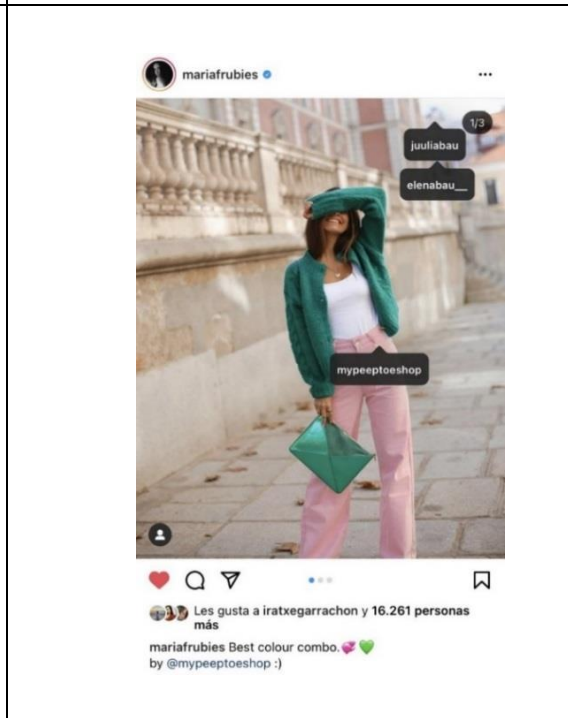 mariafrubies
1/3
juuliabau
elenabau__
mypeeptoeshop
Les gusta a iratxegarrachon y 16.261 personas
más
mariafrubies Best colour combo.💞💚
by @mypeeptoeshop :)